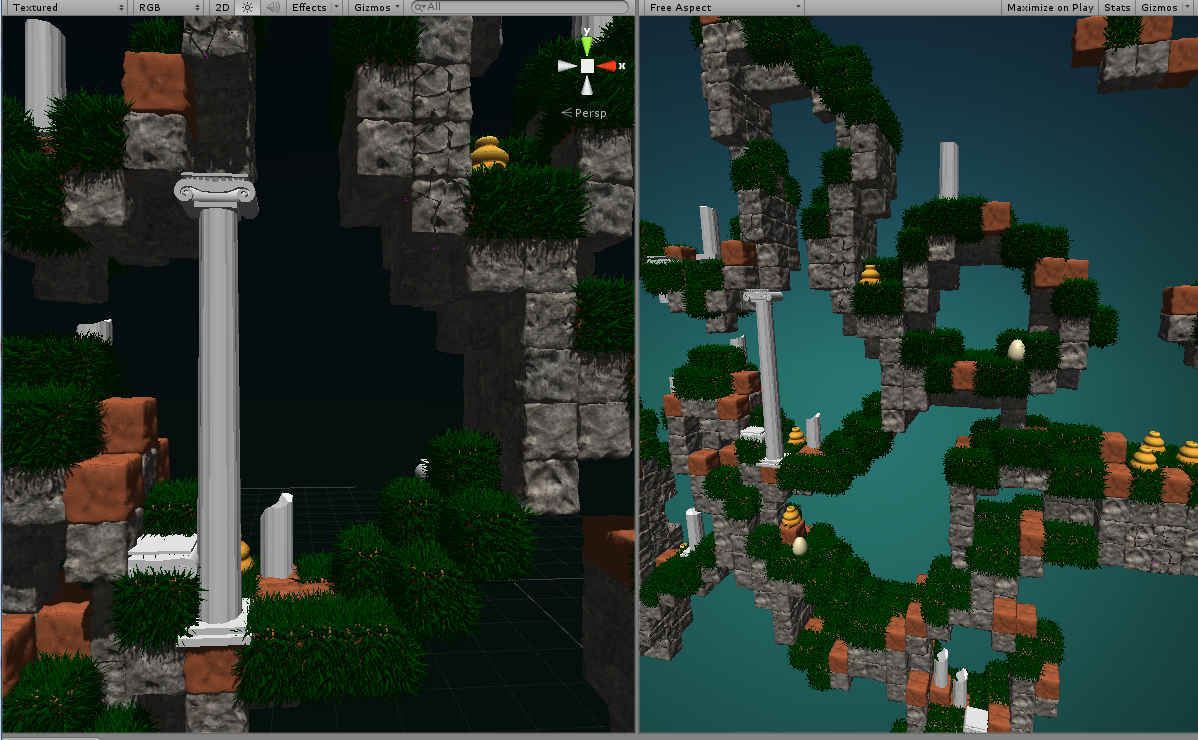 Textured RGB 2D Effects Gizmos All
Free Aspect Maximize on Play Stats Gizmos
y
x
Persp